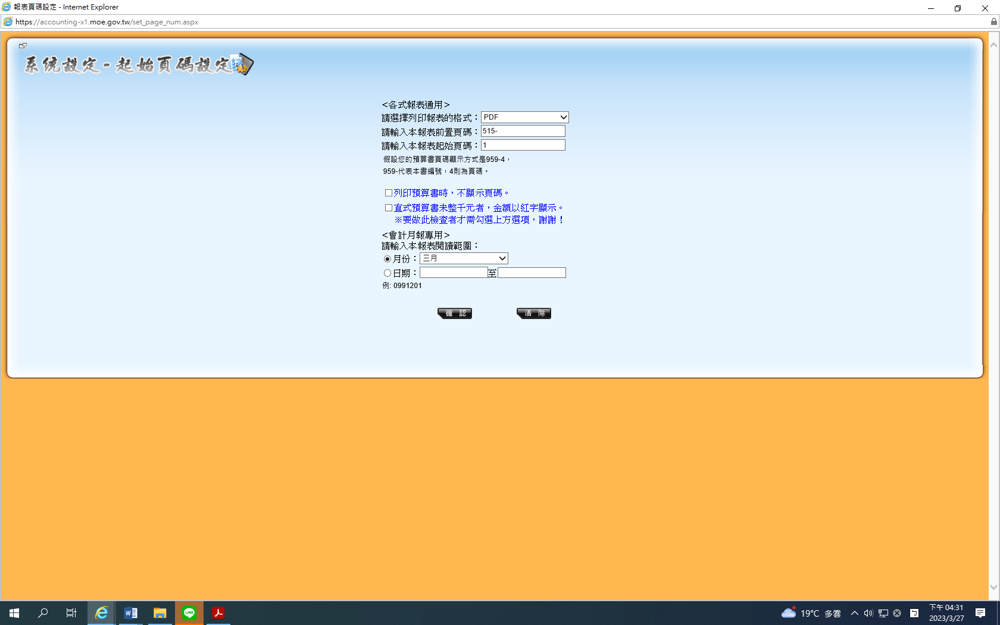 報表頁碼設定 - Internet Explorer
https://accounting-x1.moe.gov.tw/set_page_num.aspx
系統設定-起始頁碼設定
<各式報表通用>
請選擇列印報表的格式：PDF
請輸入本報表前置頁碼：515-
請輸入本報表起始頁碼：1
假設您的預算書頁碼顯示方式是959-4，
959-代表本書編號，4則為頁碼。
列印預算書時，不顯示頁碼。
直式預算書未整千元者，金額以紅字顯示。
※要做此檢查者才需勾選上方選項，謝謝！
<會計月報專用>
請輸入本報表閱讀範圍：
月份：三月
日期：至
例: 0991201
確 認
清 除
LINE
19°C 多雲
下午 04:31
2023/3/27